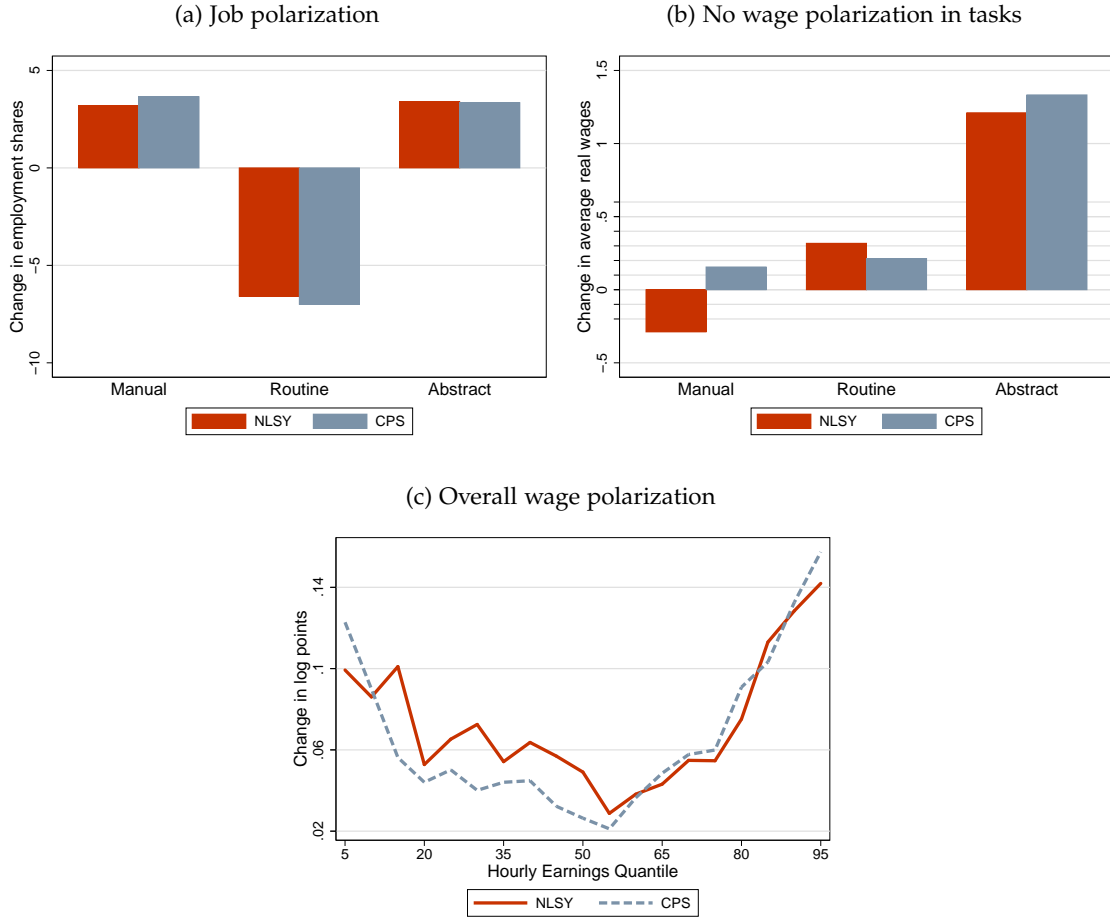 (a) Job polarization
Change in employment shares
5
0
-5
-10
Manual Routine Abstract
NLSY CPS
(b) No wage polarization in tasks
Change in average real wages
1.5
1
.5
0
-.5
Manual Routine Abstract
NLSY CPS
(c) Overall wage polarization
Change in log points
.14
.1
.06
.02
5 20 35 50 65 80 95
Hourly Earnings Quantile
NLSY CPS